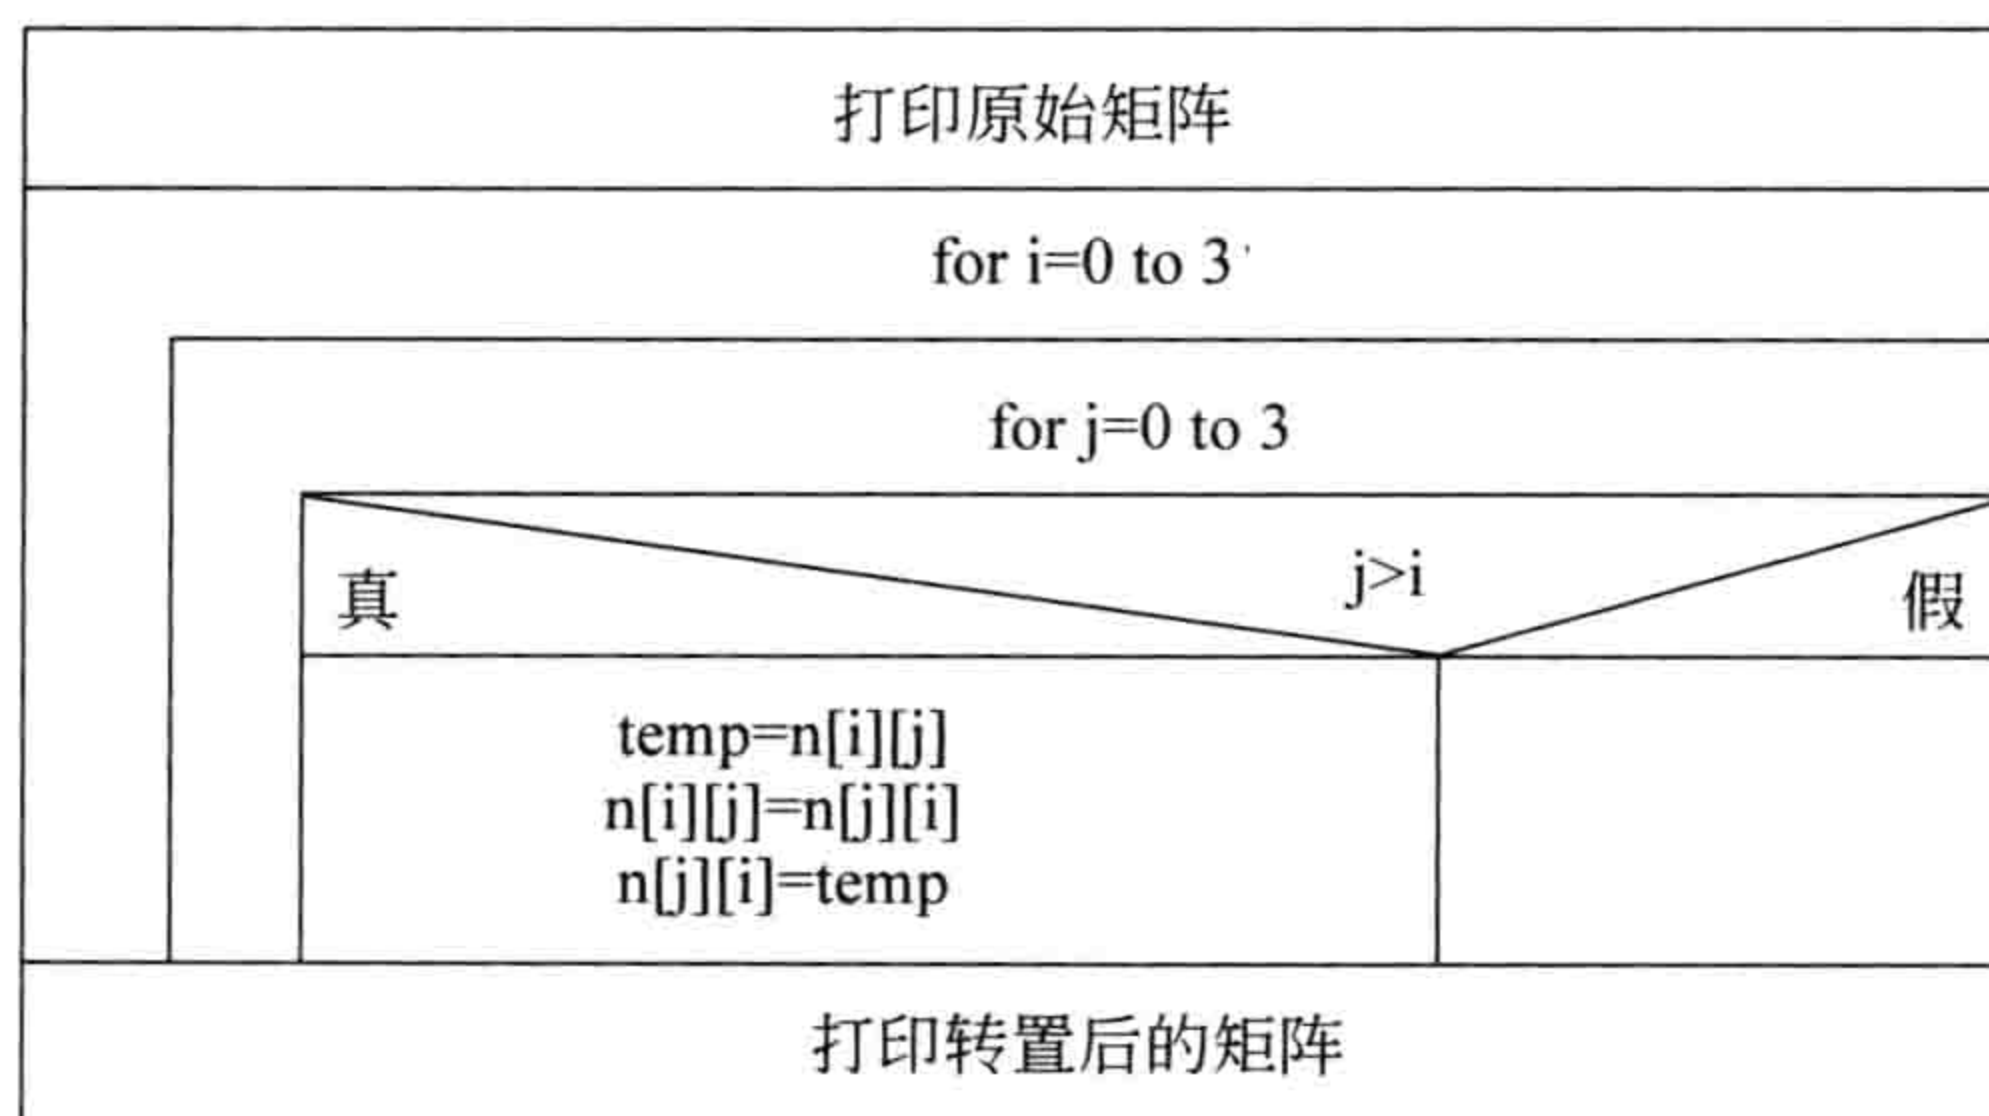 打印原始矩阵
for i=0 to 3
for j=0 to 3
j>i
真
假
temp=n[i][j]
n[i][j]=n[j][i]
n[j][i]=temp
打印转置后的矩阵